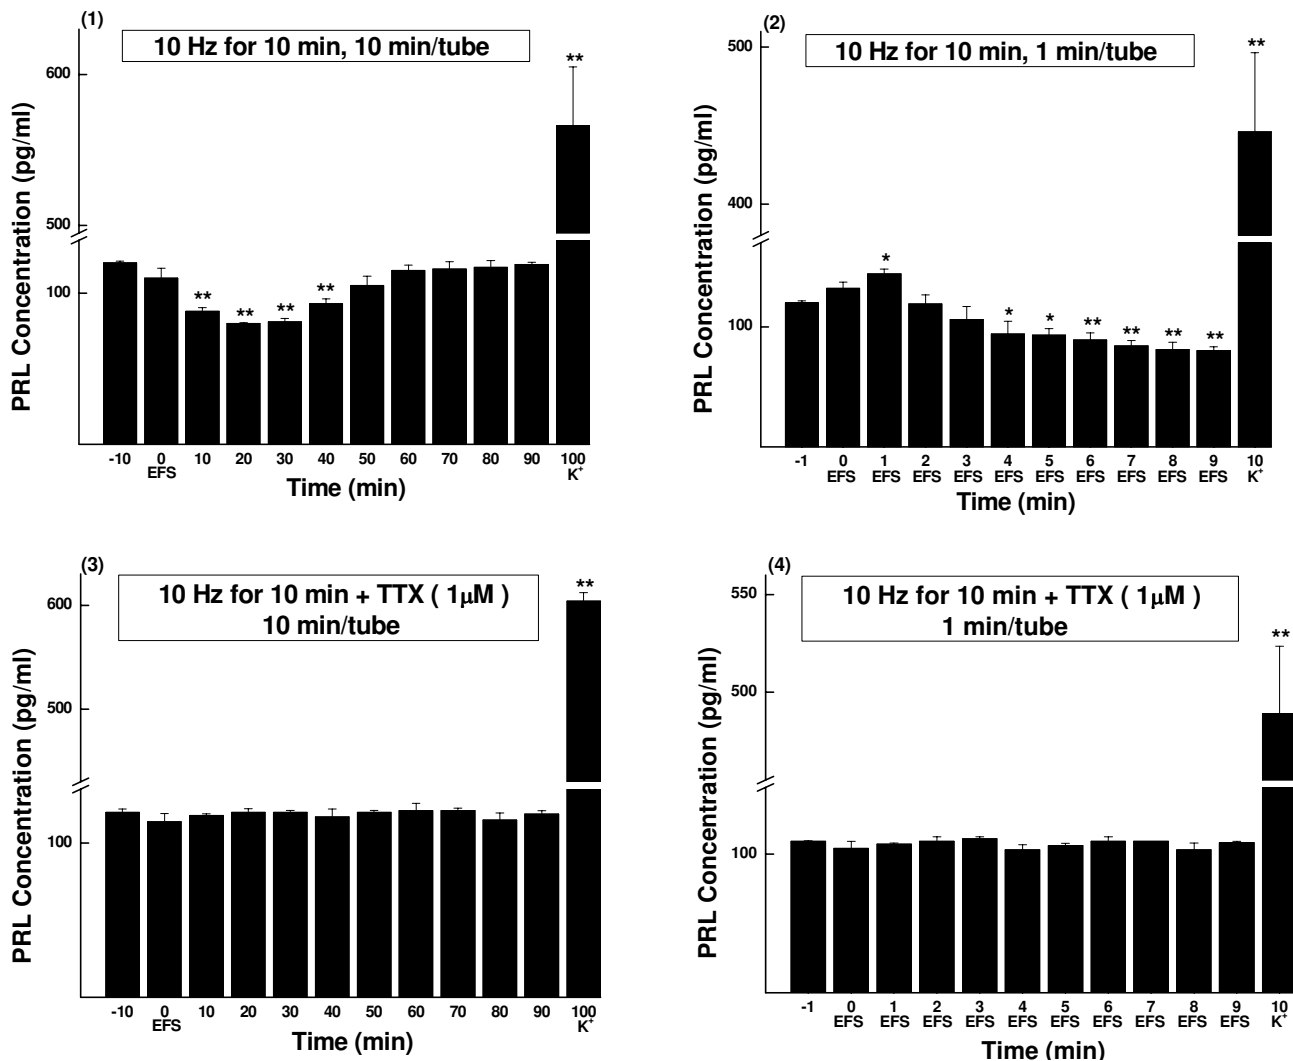 (1)
10 Hz for 10 min, 10 min/tube
PRL Concentration (pg/ml)
600
500
100
**
**
**
**
**
-10 0 10 20 30 40 50 60 70 80 90 100
EFS K⁺
Time (min)
(2)
10 Hz for 10 min, 1 min/tube
PRL Concentration (pg/ml)
500
400
100
*
*
*
**
**
**
**
**
-1 0 1 2 3 4 5 6 7 8 9 10
EFS EFS EFS EFS EFS EFS EFS EFS EFS EFS K⁺
Time (min)
(3)
10 Hz for 10 min + TTX ( 1µM )
10 min/tube
PRL Concentration (pg/ml)
600
500
100
**
-10 0 10 20 30 40 50 60 70 80 90 100
EFS K⁺
Time (min)
(4)
10 Hz for 10 min + TTX ( 1µM )
1 min/tube
PRL Concentration (pg/ml)
550
500
100
**
-1 0 1 2 3 4 5 6 7 8 9 10
EFS EFS EFS EFS EFS EFS EFS EFS EFS EFS K⁺
Time (min)